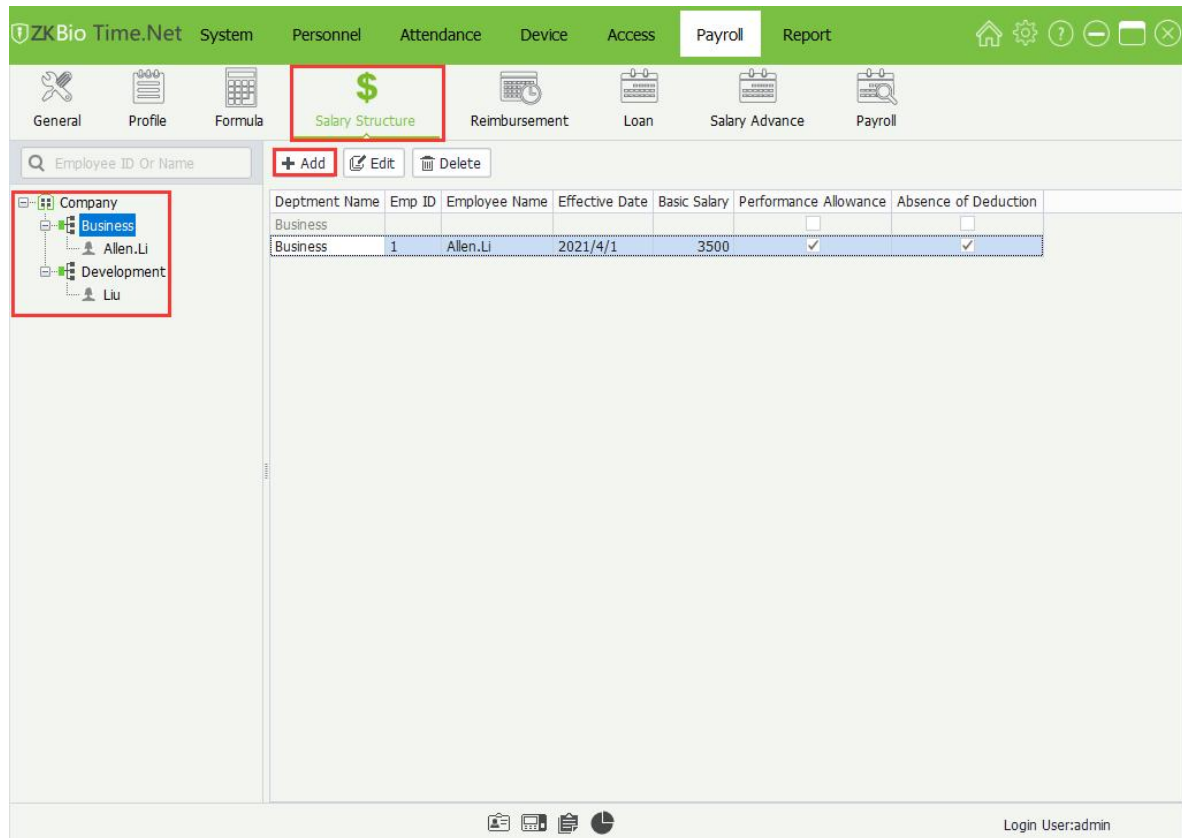 ZKBio Time.Net System Personnel Attendance Device Access Payroll Report
General Profile Formula Salary Structure Reimbursement Loan Salary Advance Payroll
Employee ID Or Name
Add Edit Delete
Company
Business
Allen.Li
Development
Liu
Deptment Name Emp ID Employee Name Effective Date Basic Salary Performance Allowance Absence of Deduction
Business
Business 1 Allen.Li 2021/4/1 3500
Login User:admin